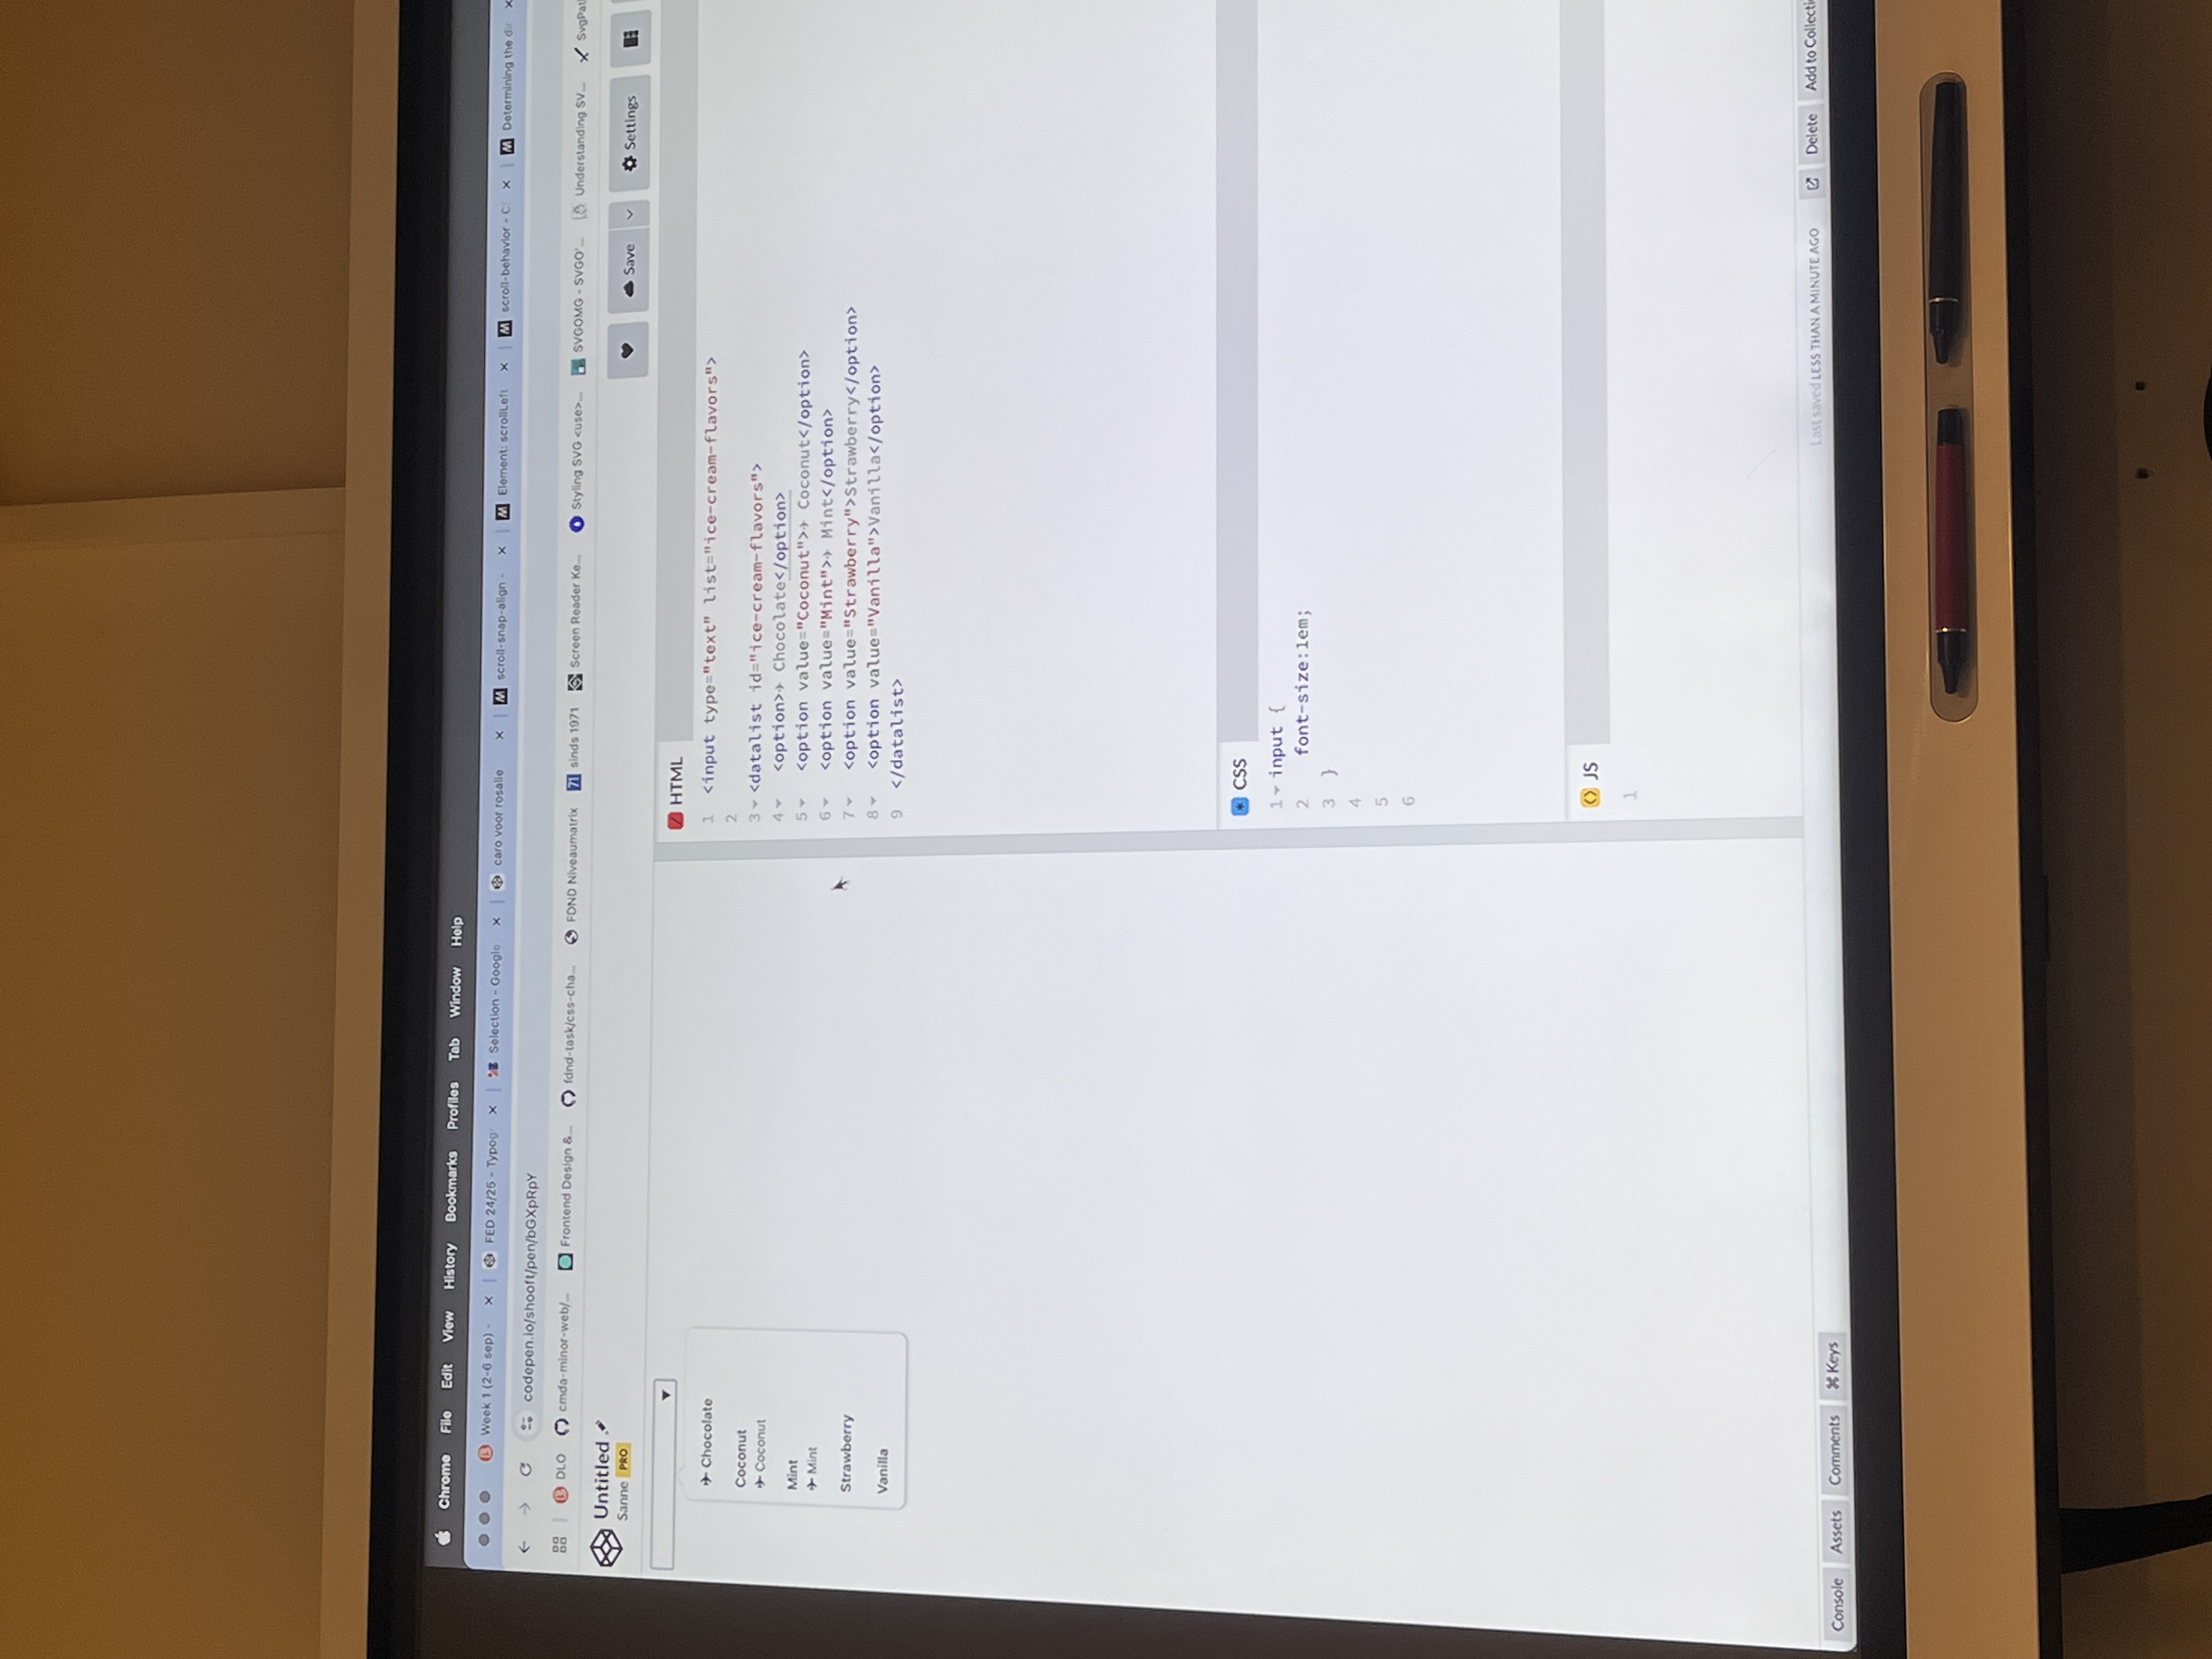 Chrome File Edit View History Bookmarks Profiles Tab Window Help
Week 1 (2-6 sep) - FED 24/25 - Typogr Selection - Google caro voor rosalie scroll-snap-align - Element: scrollLeft scroll-behavior - C Determining the di
codepen.io/shooft/pen/bGXpRpY
DLO cmda-minor-web/... Frontend Design &... fdnd-task/css-cha... FDND Niveaumatrix 71 sinds 1971 Screen Reader Ke... Styling SVG <use>... SVGOMG - SVGO'... Understanding SV... SvgPat
Untitled
Sanne PRO
Save Settings
✈ Chocolate
Coconut
✈ Coconut
Mint
✈ Mint
Strawberry
Vanilla
HTML
1 <input type="text" list="ice-cream-flavors">
2
3 <datalist id="ice-cream-flavors">
4 <option>✈ Chocolate</option>
5 <option value="Coconut">✈ Coconut</option>
6 <option value="Mint">✈ Mint</option>
7 <option value="Strawberry">Strawberry</option>
8 <option value="Vanilla">Vanilla</option>
9 </datalist>
CSS
1 input {
2 font-size:1em;
3 }
4
5
6
JS
1
Console Assets Comments ⌘ Keys
Last saved LESS THAN A MINUTE AGO Delete Add to Collecti